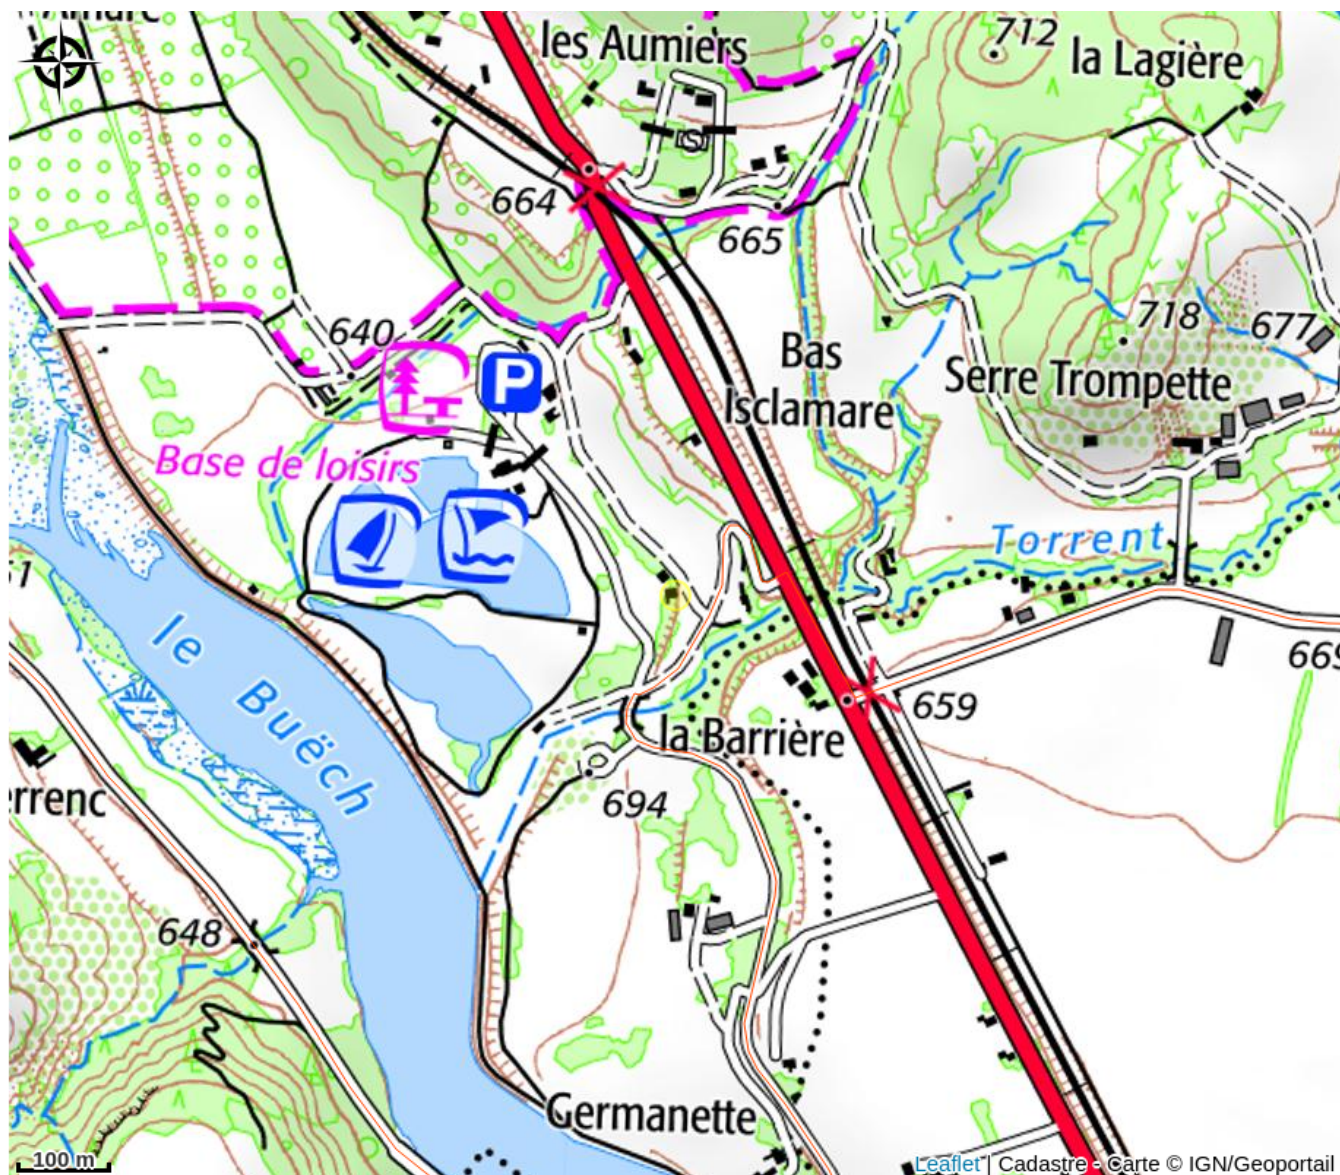 les Aumiers
712
la Lagière
S
664
665
640
718
677
Bas
Isclamare
Serre Trompette
P
Base de loisirs
Torrent
le Buëch
659
la Barrière
694
648
Germanette
100 m
Leaflet | Cadastre - Carte © IGN/Geoportail